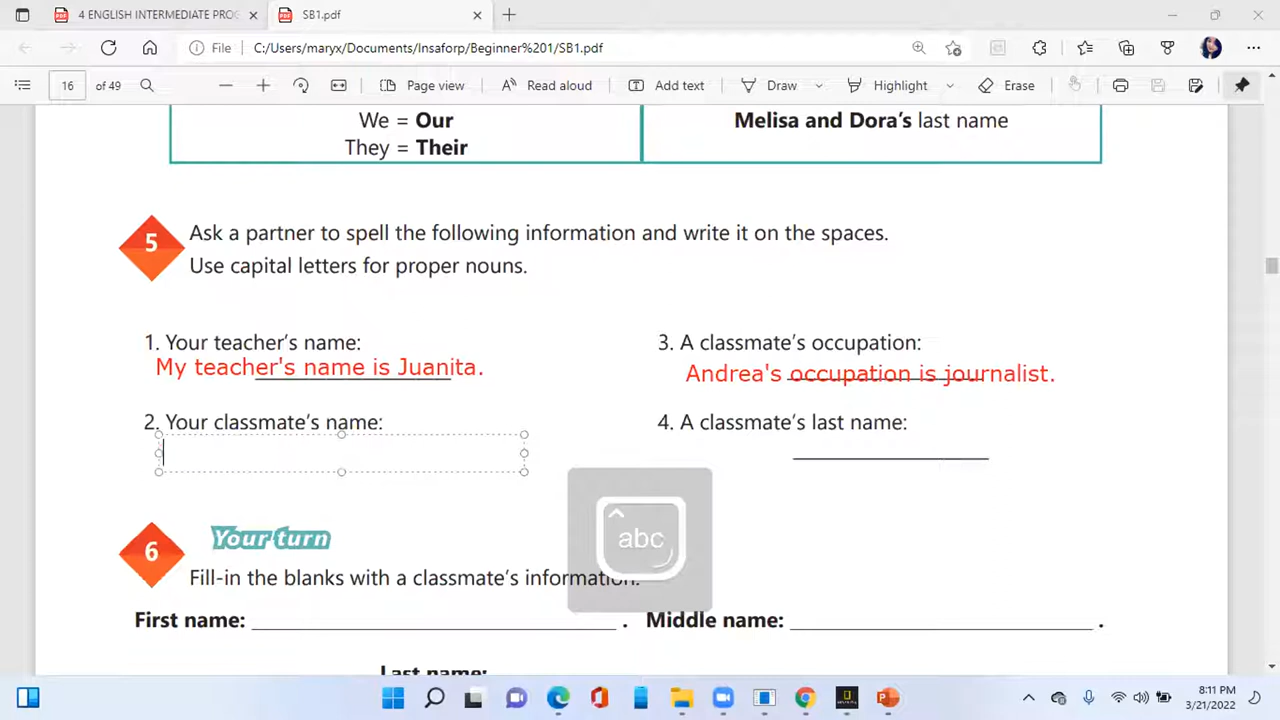 4 ENGLISH INTERMEDIATE PROG
SB1.pdf
File
C:/Users/maryx/Documents/Insaforp/Beginner%201/SB1.pdf
16 of 49
Page view
Read aloud
Add text
Draw
Highlight
Erase
We = Our
They = Their
Melisa and Dora's last name
5
Ask a partner to spell the following information and write it on the spaces.
Use capital letters for proper nouns.
1. Your teacher's name:
My teacher's name is Juanita.
2. Your classmate's name:
3. A classmate's occupation:
Andrea's occupation is journalist.
4. A classmate's last name:
abc
6
Your turn
Fill-in the blanks with a classmate's information.
First name: . Middle name: .
Last name:
8:11 PM
3/21/2022